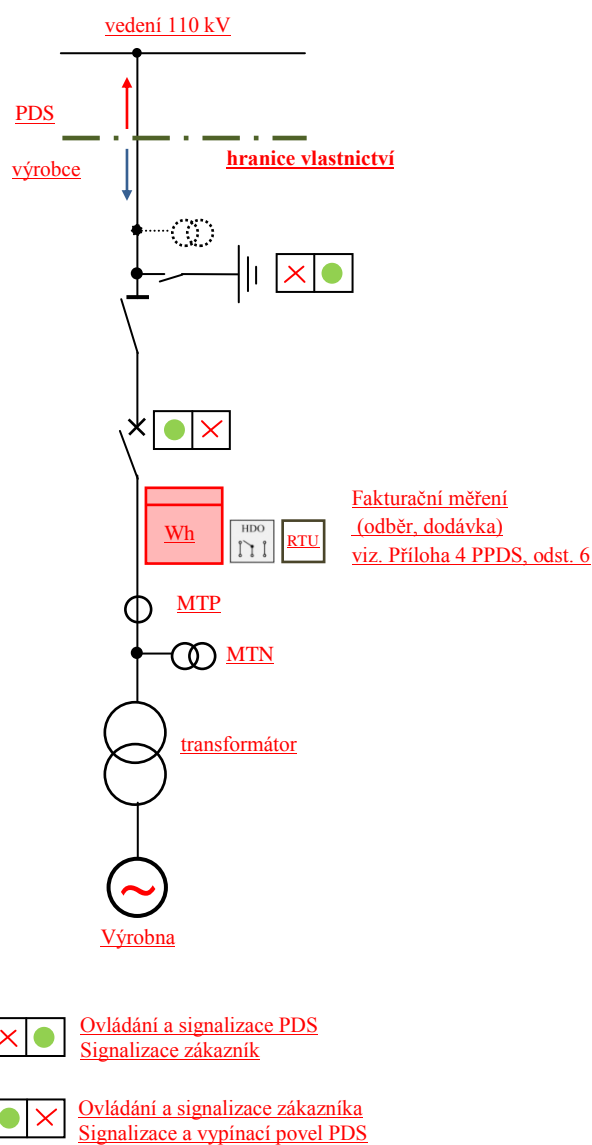 vedení 110 kV
PDS
výrobce
hranice vlastnictví
Fakturační měření
(odběr, dodávka)
viz. Příloha 4 PPDS, odst. 6
Wh
HDO
RTU
MTP
MTN
transformátor
Výrobna
Ovládání a signalizace PDS
Signalizace zákazník
Ovládání a signalizace zákazníka
Signalizace a vypínací povel PDS